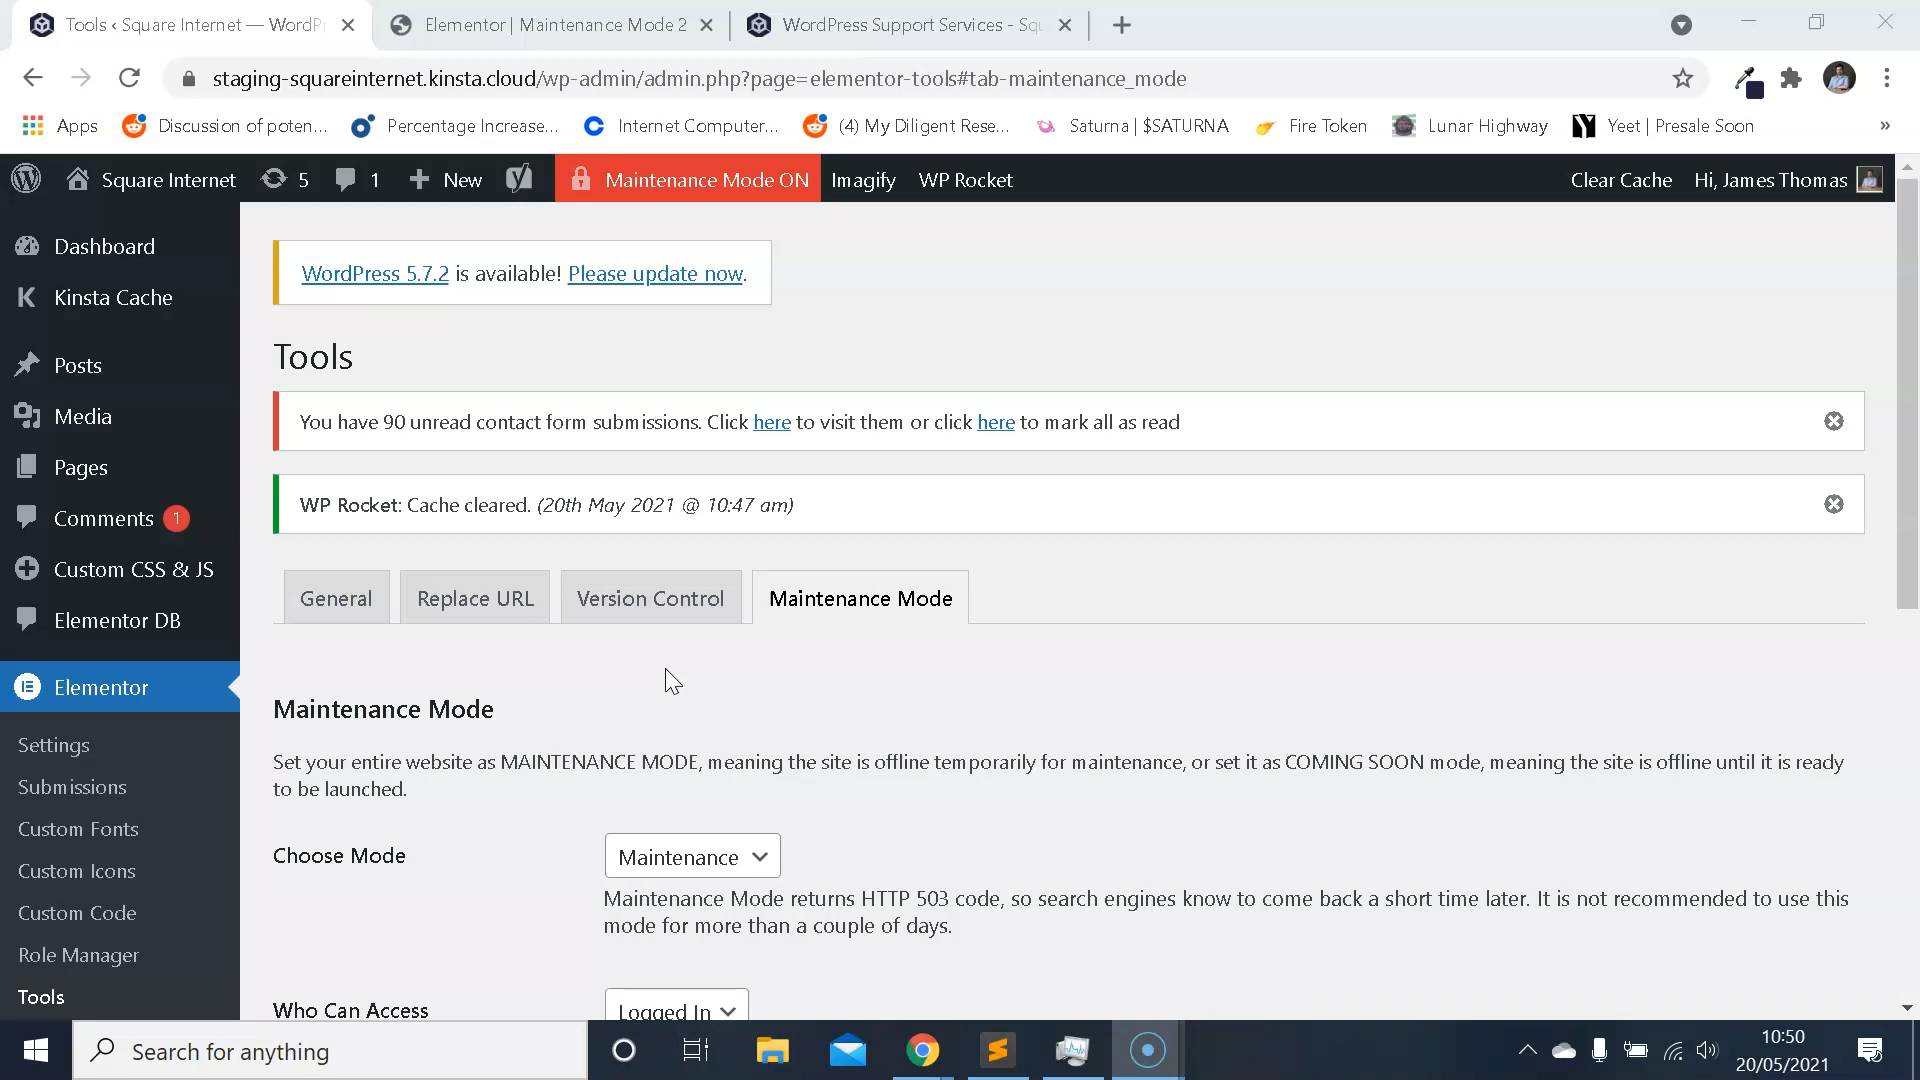 Tools ‹ Square Internet — WordPr
Elementor | Maintenance Mode 2
WordPress Support Services - Squ
staging-squareinternet.kinsta.cloud/wp-admin/admin.php?page=elementor-tools#tab-maintenance_mode
Apps
Discussion of poten...
Percentage Increase...
Internet Computer...
(4) My Diligent Rese...
Saturna | $SATURNA
Fire Token
Lunar Highway
Yeet | Presale Soon
»
Square Internet
5
1
New
Maintenance Mode ON
Imagify
WP Rocket
Clear Cache
Hi, James Thomas
Dashboard
Kinsta Cache
Posts
Media
Pages
Comments 1
Custom CSS & JS
Elementor DB
Elementor
Settings
Submissions
Custom Fonts
Custom Icons
Custom Code
Role Manager
Tools
WordPress 5.7.2 is available! Please update now.
Tools
You have 90 unread contact form submissions. Click here to visit them or click here to mark all as read
WP Rocket: Cache cleared. (20th May 2021 @ 10:47 am)
General
Replace URL
Version Control
Maintenance Mode
Maintenance Mode
Set your entire website as MAINTENANCE MODE, meaning the site is offline temporarily for maintenance, or set it as COMING SOON mode, meaning the site is offline until it is ready
to be launched.
Choose Mode
Maintenance
Maintenance Mode returns HTTP 503 code, so search engines know to come back a short time later. It is not recommended to use this
mode for more than a couple of days.
Who Can Access
Logged In
Search for anything
10:50
20/05/2021